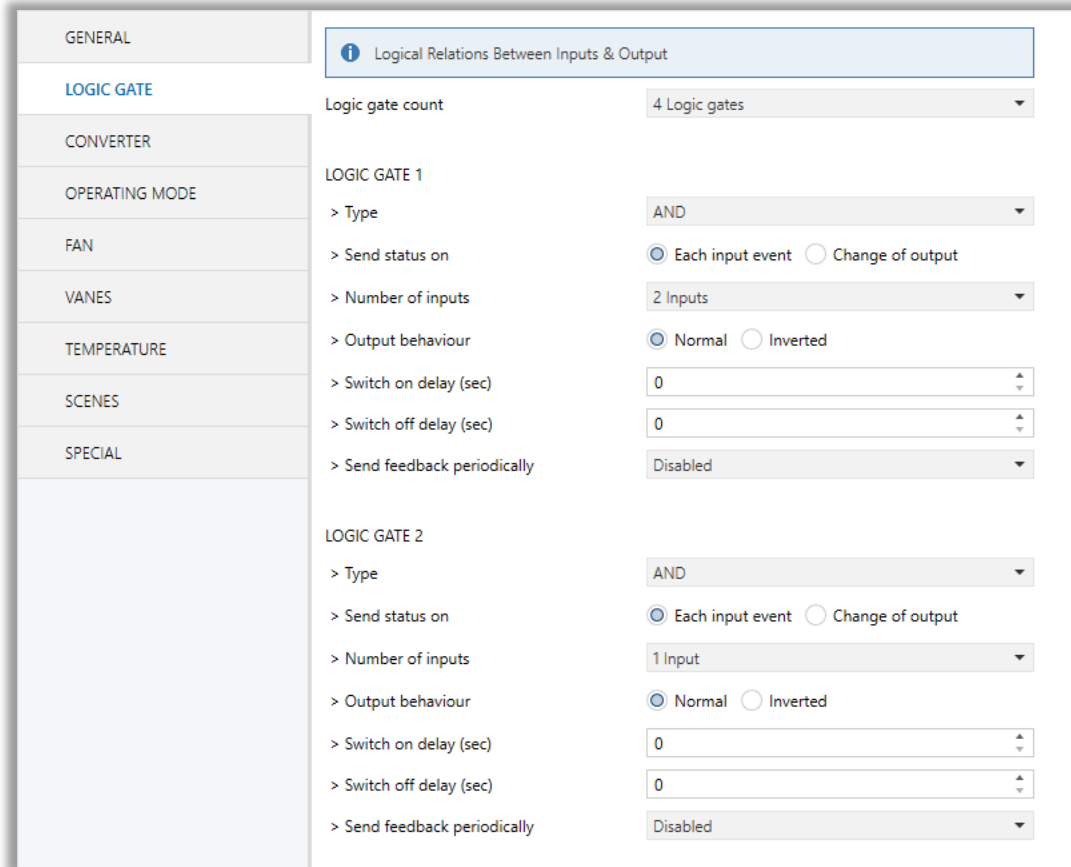 GENERAL
LOGIC GATE
CONVERTER
OPERATING MODE
FAN
VANES
TEMPERATURE
SCENES
SPECIAL
Logical Relations Between Inputs & Output
Logic gate count 4 Logic gates
LOGIC GATE 1
> Type AND
> Send status on Each input event Change of output
> Number of inputs 2 Inputs
> Output behaviour Normal Inverted
> Switch on delay (sec) 0
> Switch off delay (sec) 0
> Send feedback periodically Disabled
LOGIC GATE 2
> Type AND
> Send status on Each input event Change of output
> Number of inputs 1 Input
> Output behaviour Normal Inverted
> Switch on delay (sec) 0
> Switch off delay (sec) 0
> Send feedback periodically Disabled